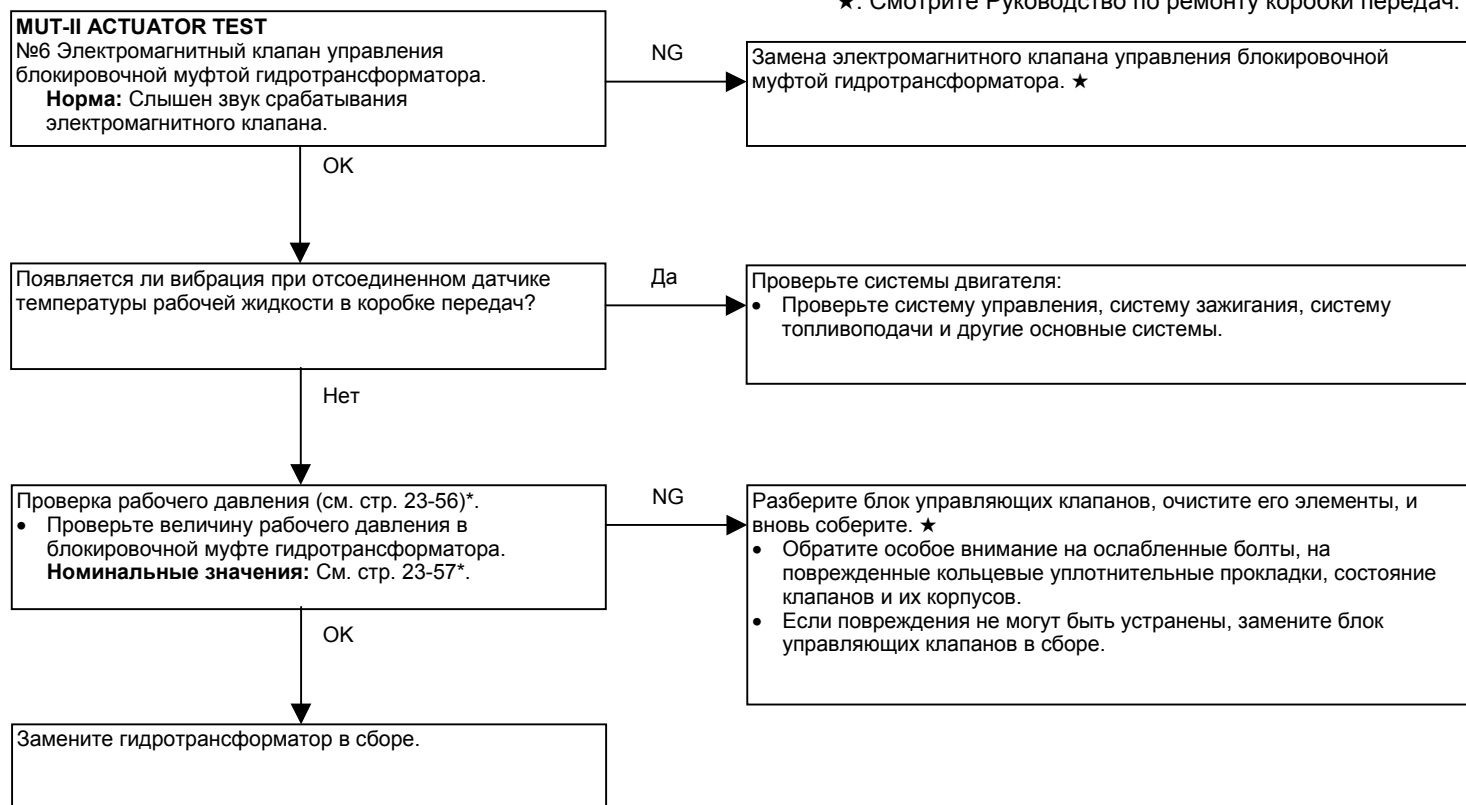 ★: Смотрите Руководство по ремонту коробки передач.
MUT-II ACTUATOR TEST
№6 Электромагнитный клапан управления
блокировочной муфтой гидротрансформатора.
Норма: Слышен звук срабатывания
электромагнитного клапана.
NG
Замена электромагнитного клапана управления блокировочной
муфтой гидротрансформатора. ★
OK
Появляется ли вибрация при отсоединенном датчике
температуры рабочей жидкости в коробке передач?
Да
Проверьте системы двигателя:
• Проверьте систему управления, систему зажигания, систему
топливоподачи и другие основные системы.
Нет
Проверка рабочего давления (см. стр. 23-56)*.
• Проверьте величину рабочего давления в
блокировочной муфте гидротрансформатора.
Номинальные значения: См. стр. 23-57*.
NG
Разберите блок управляющих клапанов, очистите его элементы, и
вновь соберите. ★
• Обратите особое внимание на ослабленные болты, на
поврежденные кольцевые уплотнительные прокладки, состояние
клапанов и их корпусов.
• Если повреждения не могут быть устранены, замените блок
управляющих клапанов в сборе.
OK
Замените гидротрансформатор в сборе.